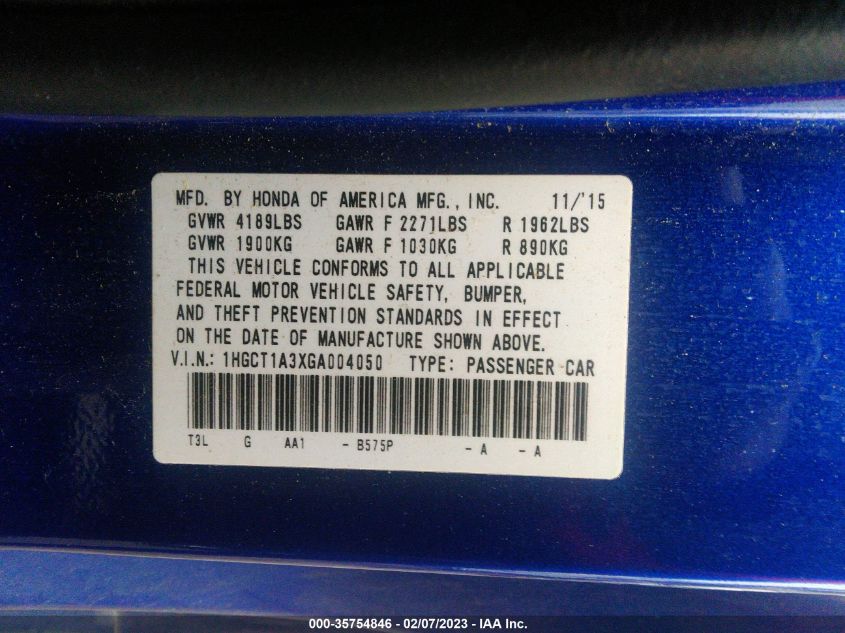 MFD. BY HONDA OF AMERICA MFG., INC. 11/'15
GVWR 4189LBS GAWR F 2271LBS R 1962LBS
GVWR 1900KG GAWR F 1030KG R 890KG
THIS VEHICLE CONFORMS TO ALL APPLICABLE
FEDERAL MOTOR VEHICLE SAFETY, BUMPER,
AND THEFT PREVENTION STANDARDS IN EFFECT
ON THE DATE OF MANUFACTURE SHOWN ABOVE.
V.I.N.: 1HGCT1A3XGA004050 TYPE: PASSENGER CAR
T3L G AA1 - B575P - A - A
000-35754846 - 02/07/2023 - IAA Inc.